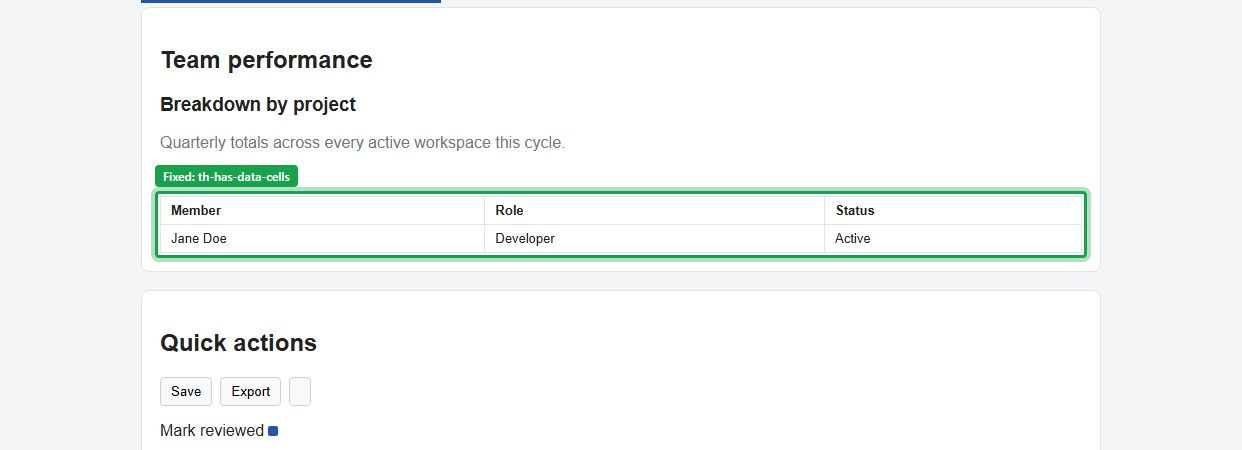 Team performance
Breakdown by project
Quarterly totals across every active workspace this cycle.
Fixed: th-has-data-cells
Member Role Status
Jane Doe Developer Active
Quick actions
Save Export
Mark reviewed